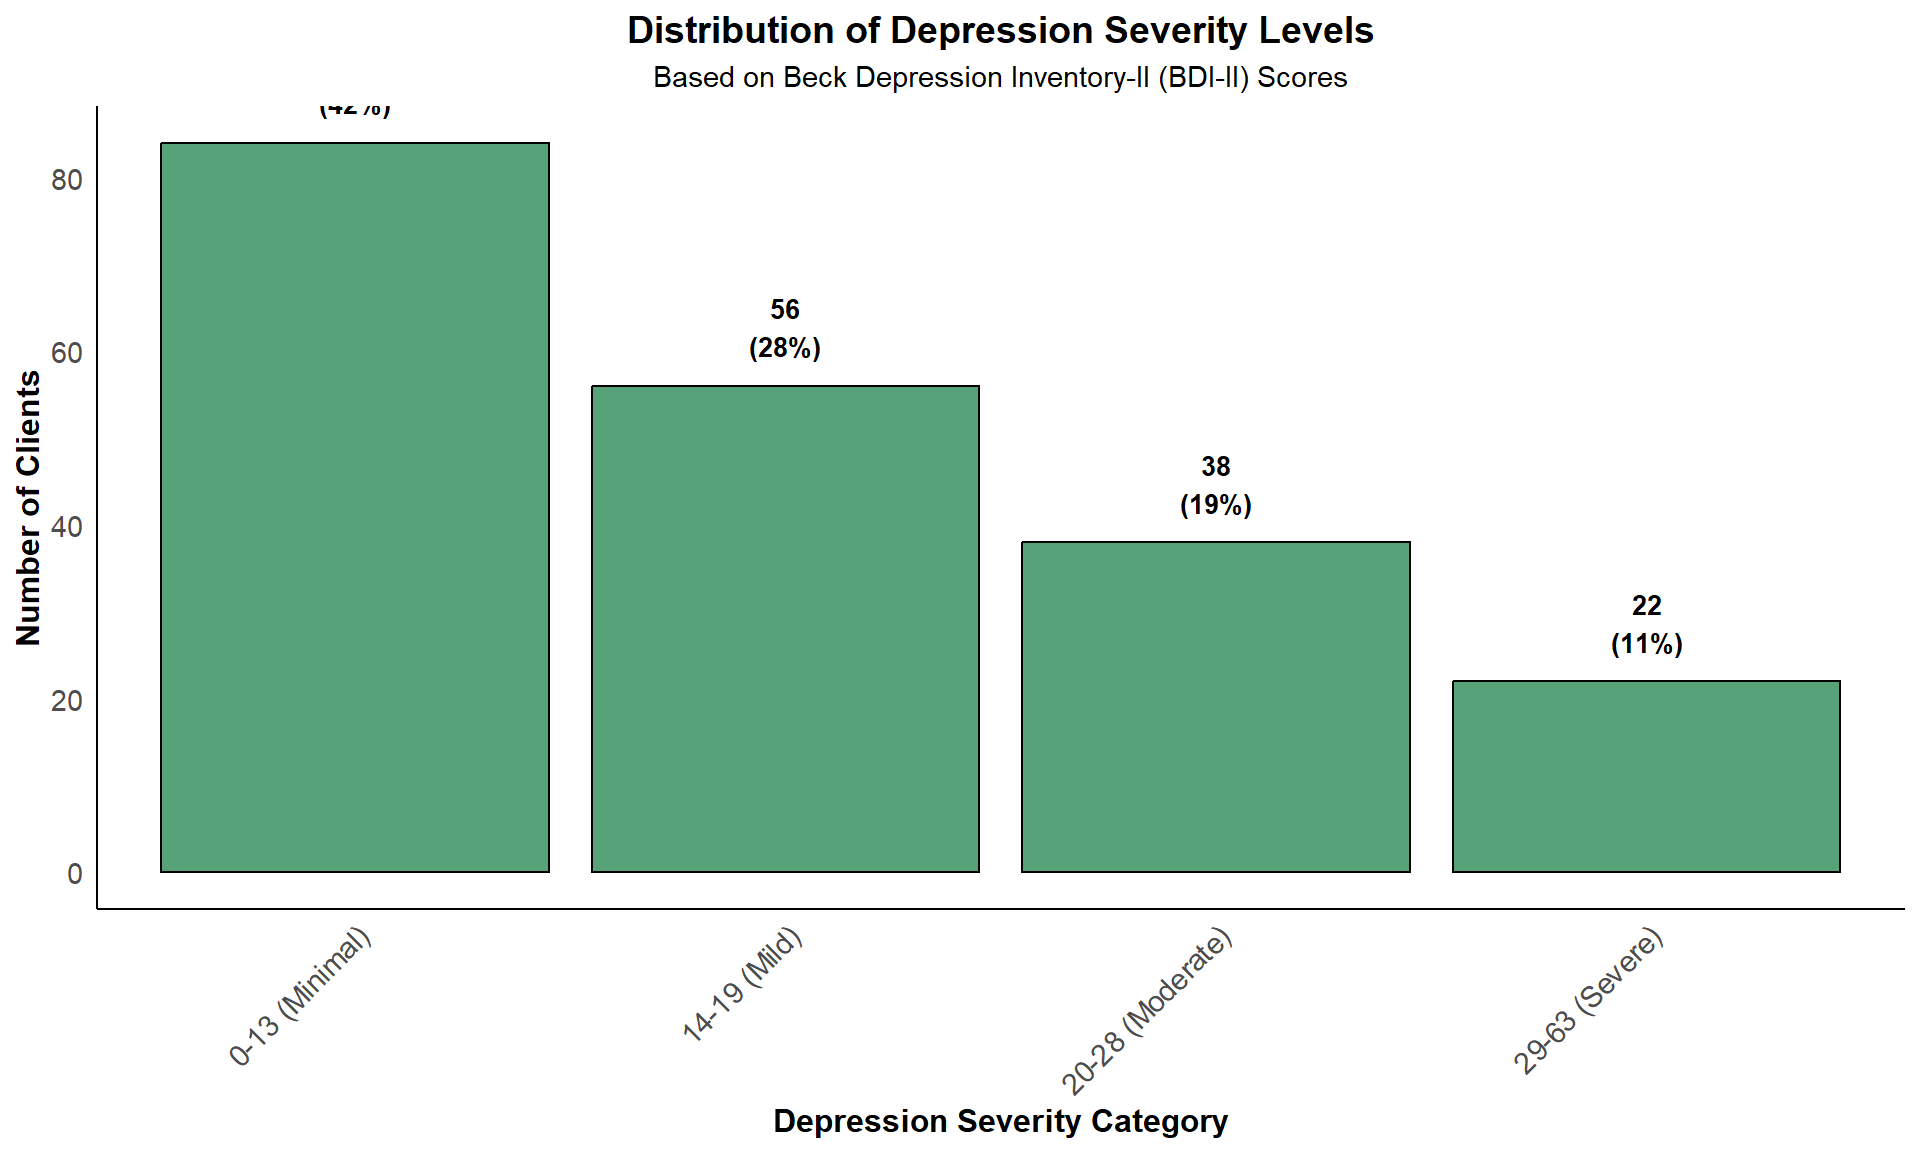 Distribution of Depression Severity Levels
Based on Beck Depression Inventory-II (BDI-II) Scores
(42%)
80
56
(28%)
60
38
(19%)
40
22
(11%)
20
0
Number of Clients
0-13 (Minimal)
14-19 (Mild)
20-28 (Moderate)
29-63 (Severe)
Depression Severity Category